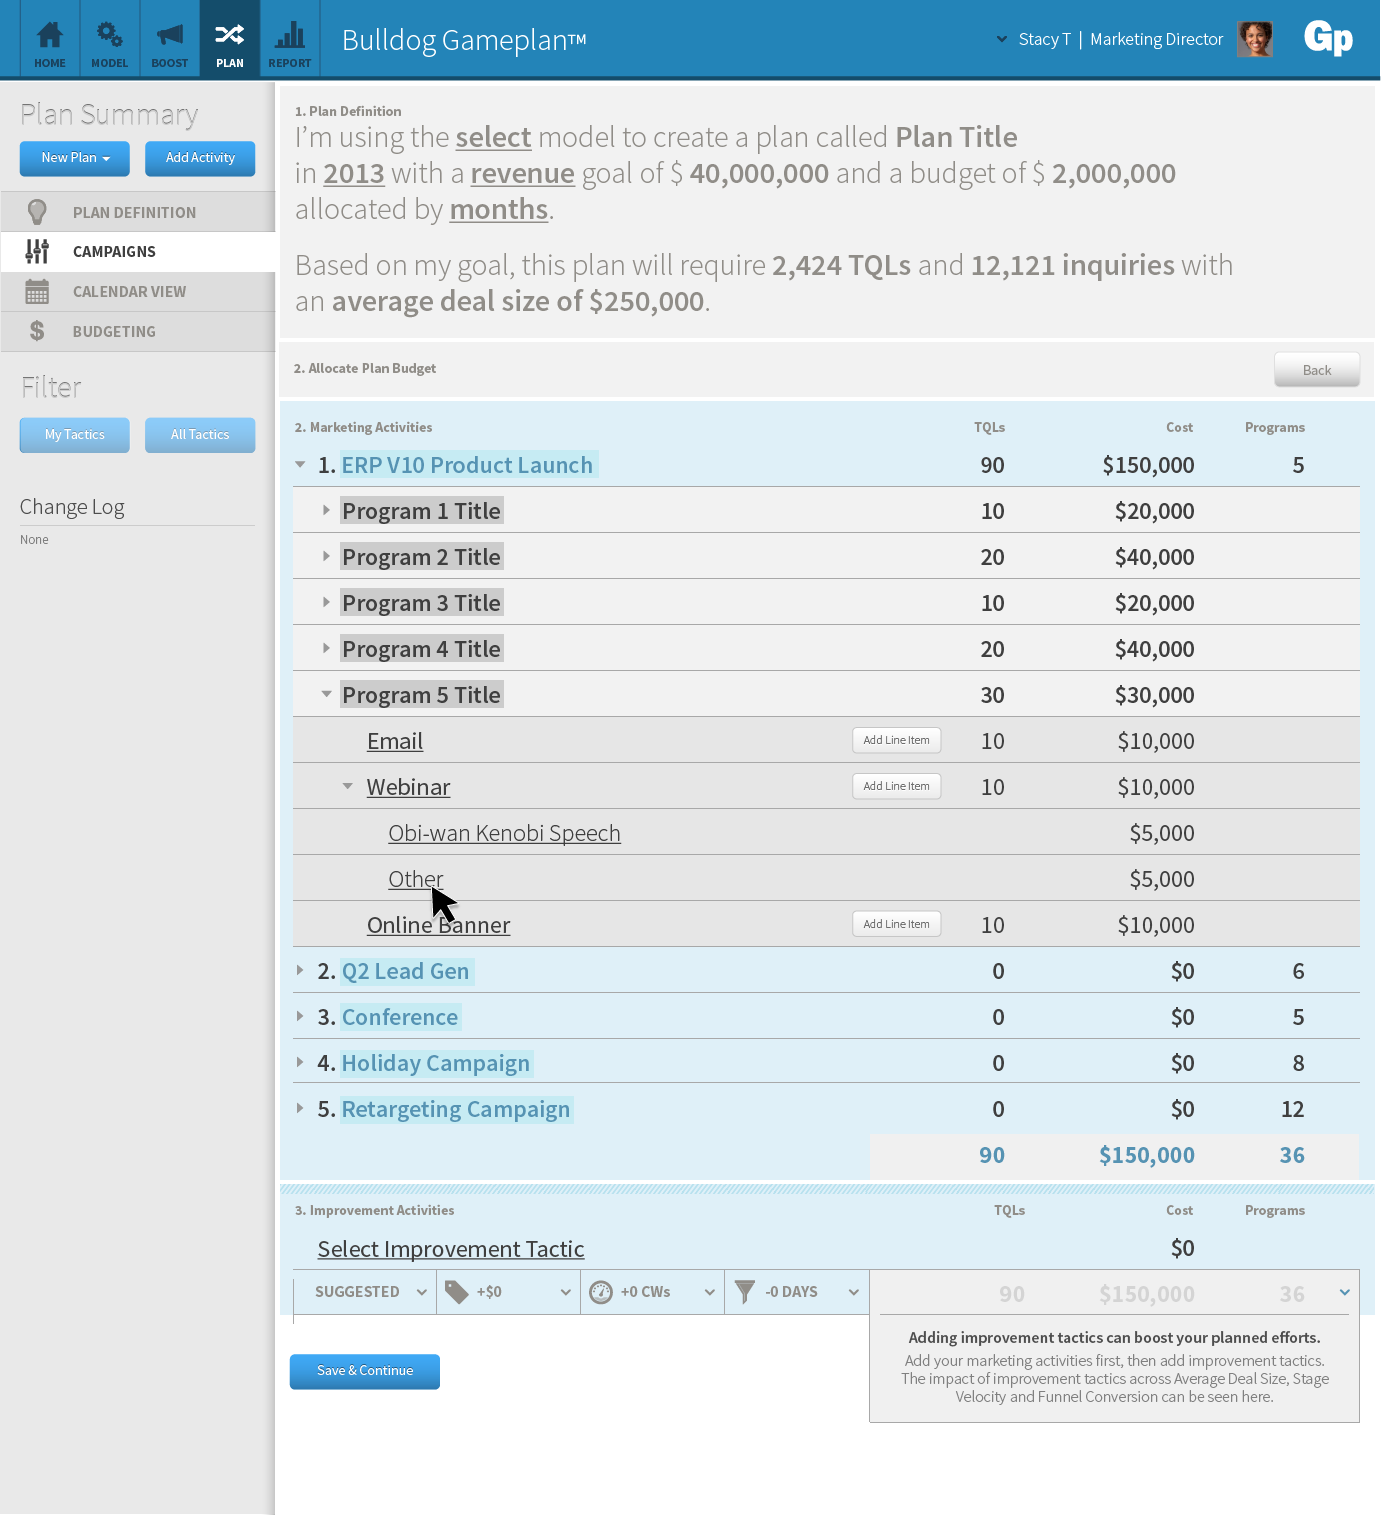 HOME MODEL BOOST PLAN REPORT
Bulldog Gameplan™
Stacy T | Marketing Director
Gp
Plan Summary
New Plan Add Activity
PLAN DEFINITION
CAMPAIGNS
CALENDAR VIEW
BUDGETING
Filter
My Tactics All Tactics
Change Log
None
1. Plan Definition
I’m using the select model to create a plan called Plan Title
in 2013 with a revenue goal of $ 40,000,000 and a budget of $ 2,000,000
allocated by months.
Based on my goal, this plan will require 2,424 TQLs and 12,121 inquiries with
an average deal size of $250,000.
2. Allocate Plan Budget Back
2. Marketing Activities TQLs Cost Programs
1. ERP V10 Product Launch 90 $150,000 5
Program 1 Title 10 $20,000
Program 2 Title 20 $40,000
Program 3 Title 10 $20,000
Program 4 Title 20 $40,000
Program 5 Title 30 $30,000
Email Add Line Item 10 $10,000
Webinar Add Line Item 10 $10,000
Obi-wan Kenobi Speech $5,000
Other $5,000
Online Banner Add Line Item 10 $10,000
2. Q2 Lead Gen 0 $0 6
3. Conference 0 $0 5
4. Holiday Campaign 0 $0 8
5. Retargeting Campaign 0 $0 12
90 $150,000 36
3. Improvement Activities TQLs Cost Programs
Select Improvement Tactic $0
SUGGESTED +$0 +0 CWs -0 DAYS 90 $150,000 36
Adding improvement tactics can boost your planned efforts.
Add your marketing activities first, then add improvement tactics.
The impact of improvement tactics across Average Deal Size, Stage
Velocity and Funnel Conversion can be seen here.
Save & Continue